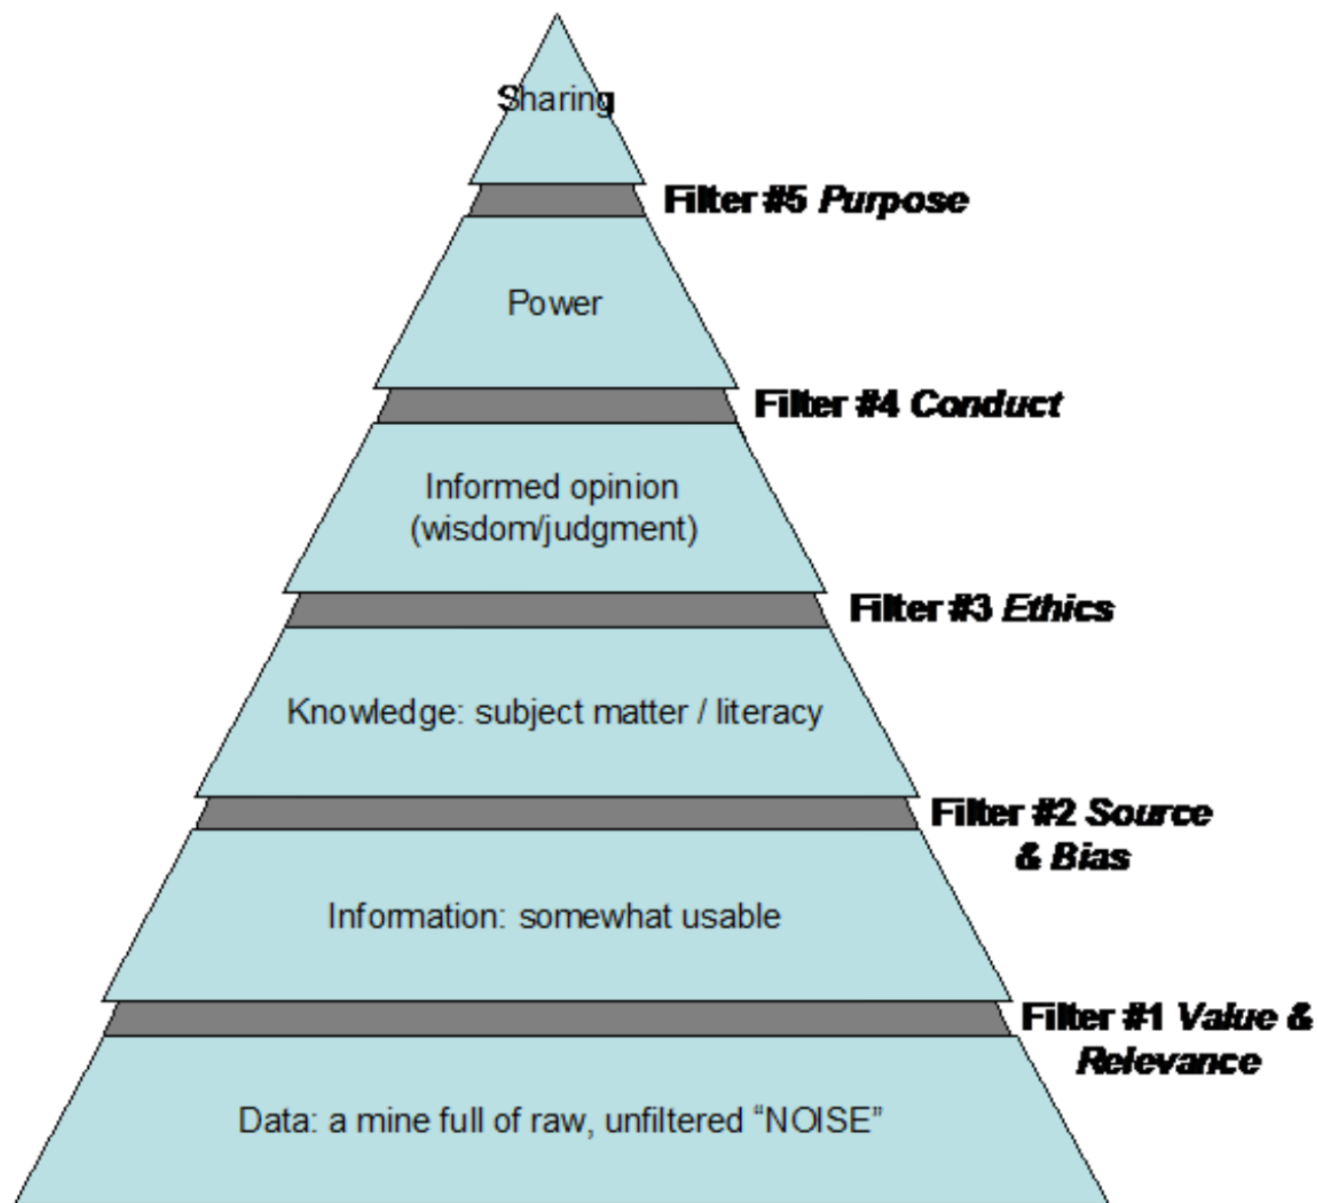 Sharing
Filter #5 Purpose
Power
Filter #4 Conduct
Informed opinion
(wisdom/judgment)
Filter #3 Ethics
Knowledge: subject matter / literacy
Filter #2 Source
& Bias
Information: somewhat usable
Filter #1 Value &
Relevance
Data: a mine full of raw, unfiltered “NOISE”